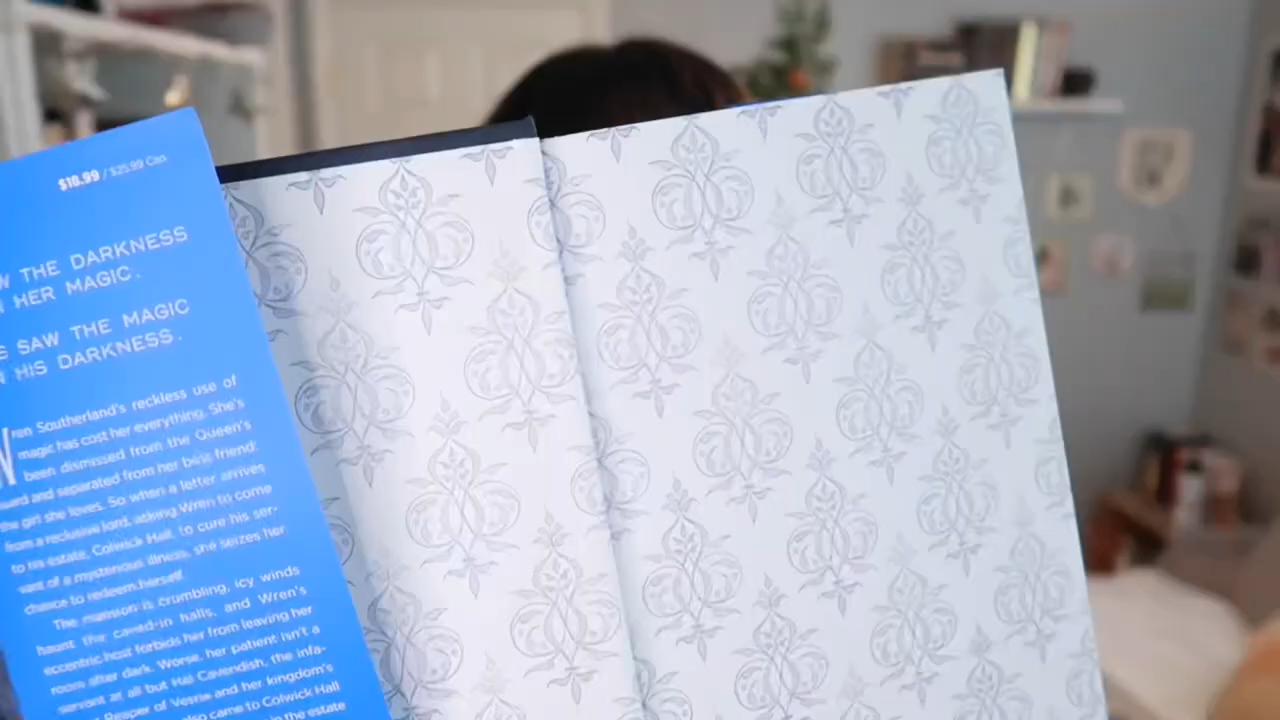 $18.99 / $25.99 Can
THE DARKNESS
HER MAGIC.
SAW THE MAGIC
HIS DARKNESS.
Wren Southerland's reckless use of
magic has cost her everything. She's
been dismissed from the Queen's
and separated from her best friend,
the girl she loves. So when a letter arrives
from a reclusive lord, asking Wren to come
to his estate, Colwick Hall, to cure his ser-
vant of a mysterious illness, she seizes her
chance to redeem herself.
The mansion is crumbling, icy winds
haunt the caved-in halls, and Wren's
eccentric host forbids her from leaving her
room after dark. Worse, her patient isn't a
servant at all but Hal Cavendish, the infa-
Reaper of Vesria and her kingdom's
also came to Colwick Hall
in the estate